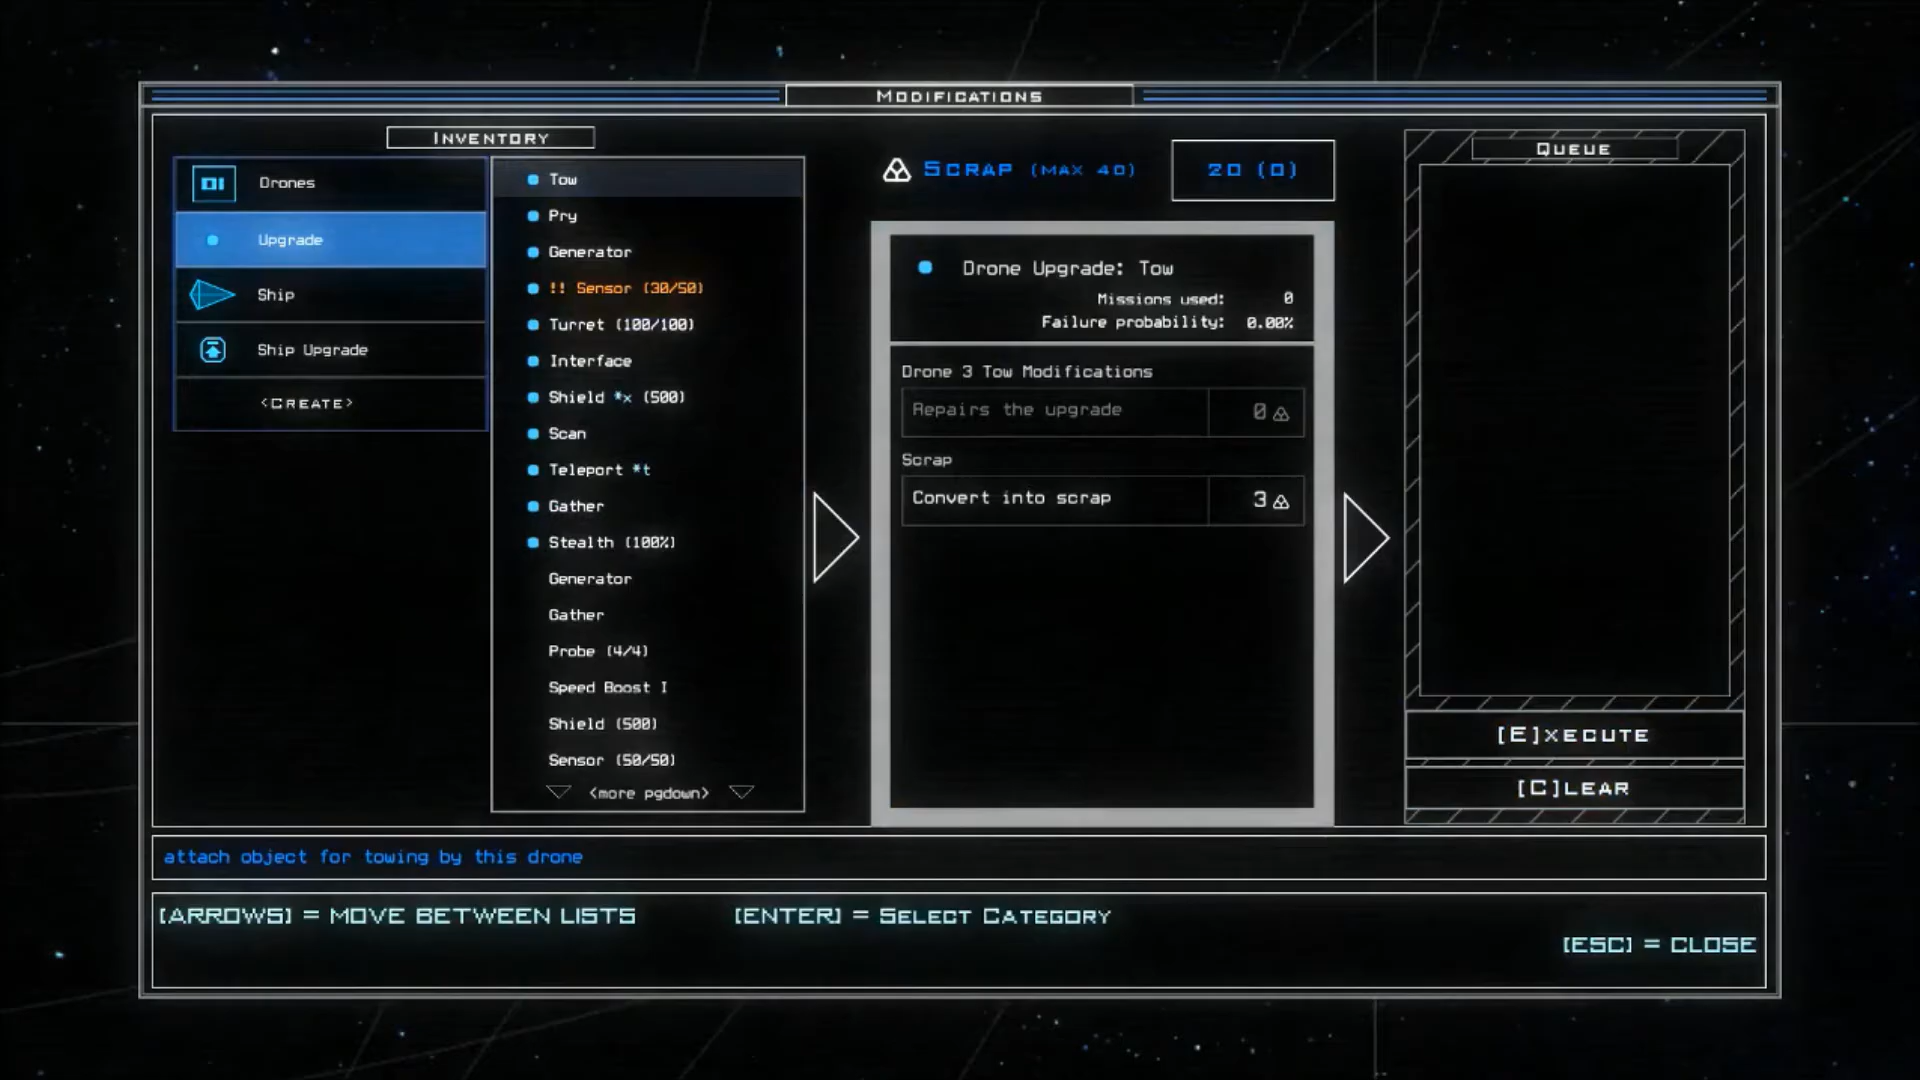 MODIFICATIONS
INVENTORY
Drones
Upgrade
Ship
Ship Upgrade
<CREATE>
Tow
Pry
Generator
!! Sensor (30/50)
Turret (100/100)
Interface
Shield *x (500)
Scan
Teleport *t
Gather
Stealth (100%)
Generator
Gather
Probe (4/4)
Speed Boost I
Shield (500)
Sensor (50/50)
<more pgdown>
SCRAP (MAX 40)
20 (0)
Drone Upgrade: Tow
Missions used: 0
Failure probability: 0.00%
Drone 3 Tow Modifications
Repairs the upgrade 0
Scrap
Convert into scrap 3
QUEUE
[E]XECUTE
[C]LEAR
attach object for towing by this drone
[ARROWS] = MOVE BETWEEN LISTS [ENTER] = SELECT CATEGORY
[ESC] = CLOSE